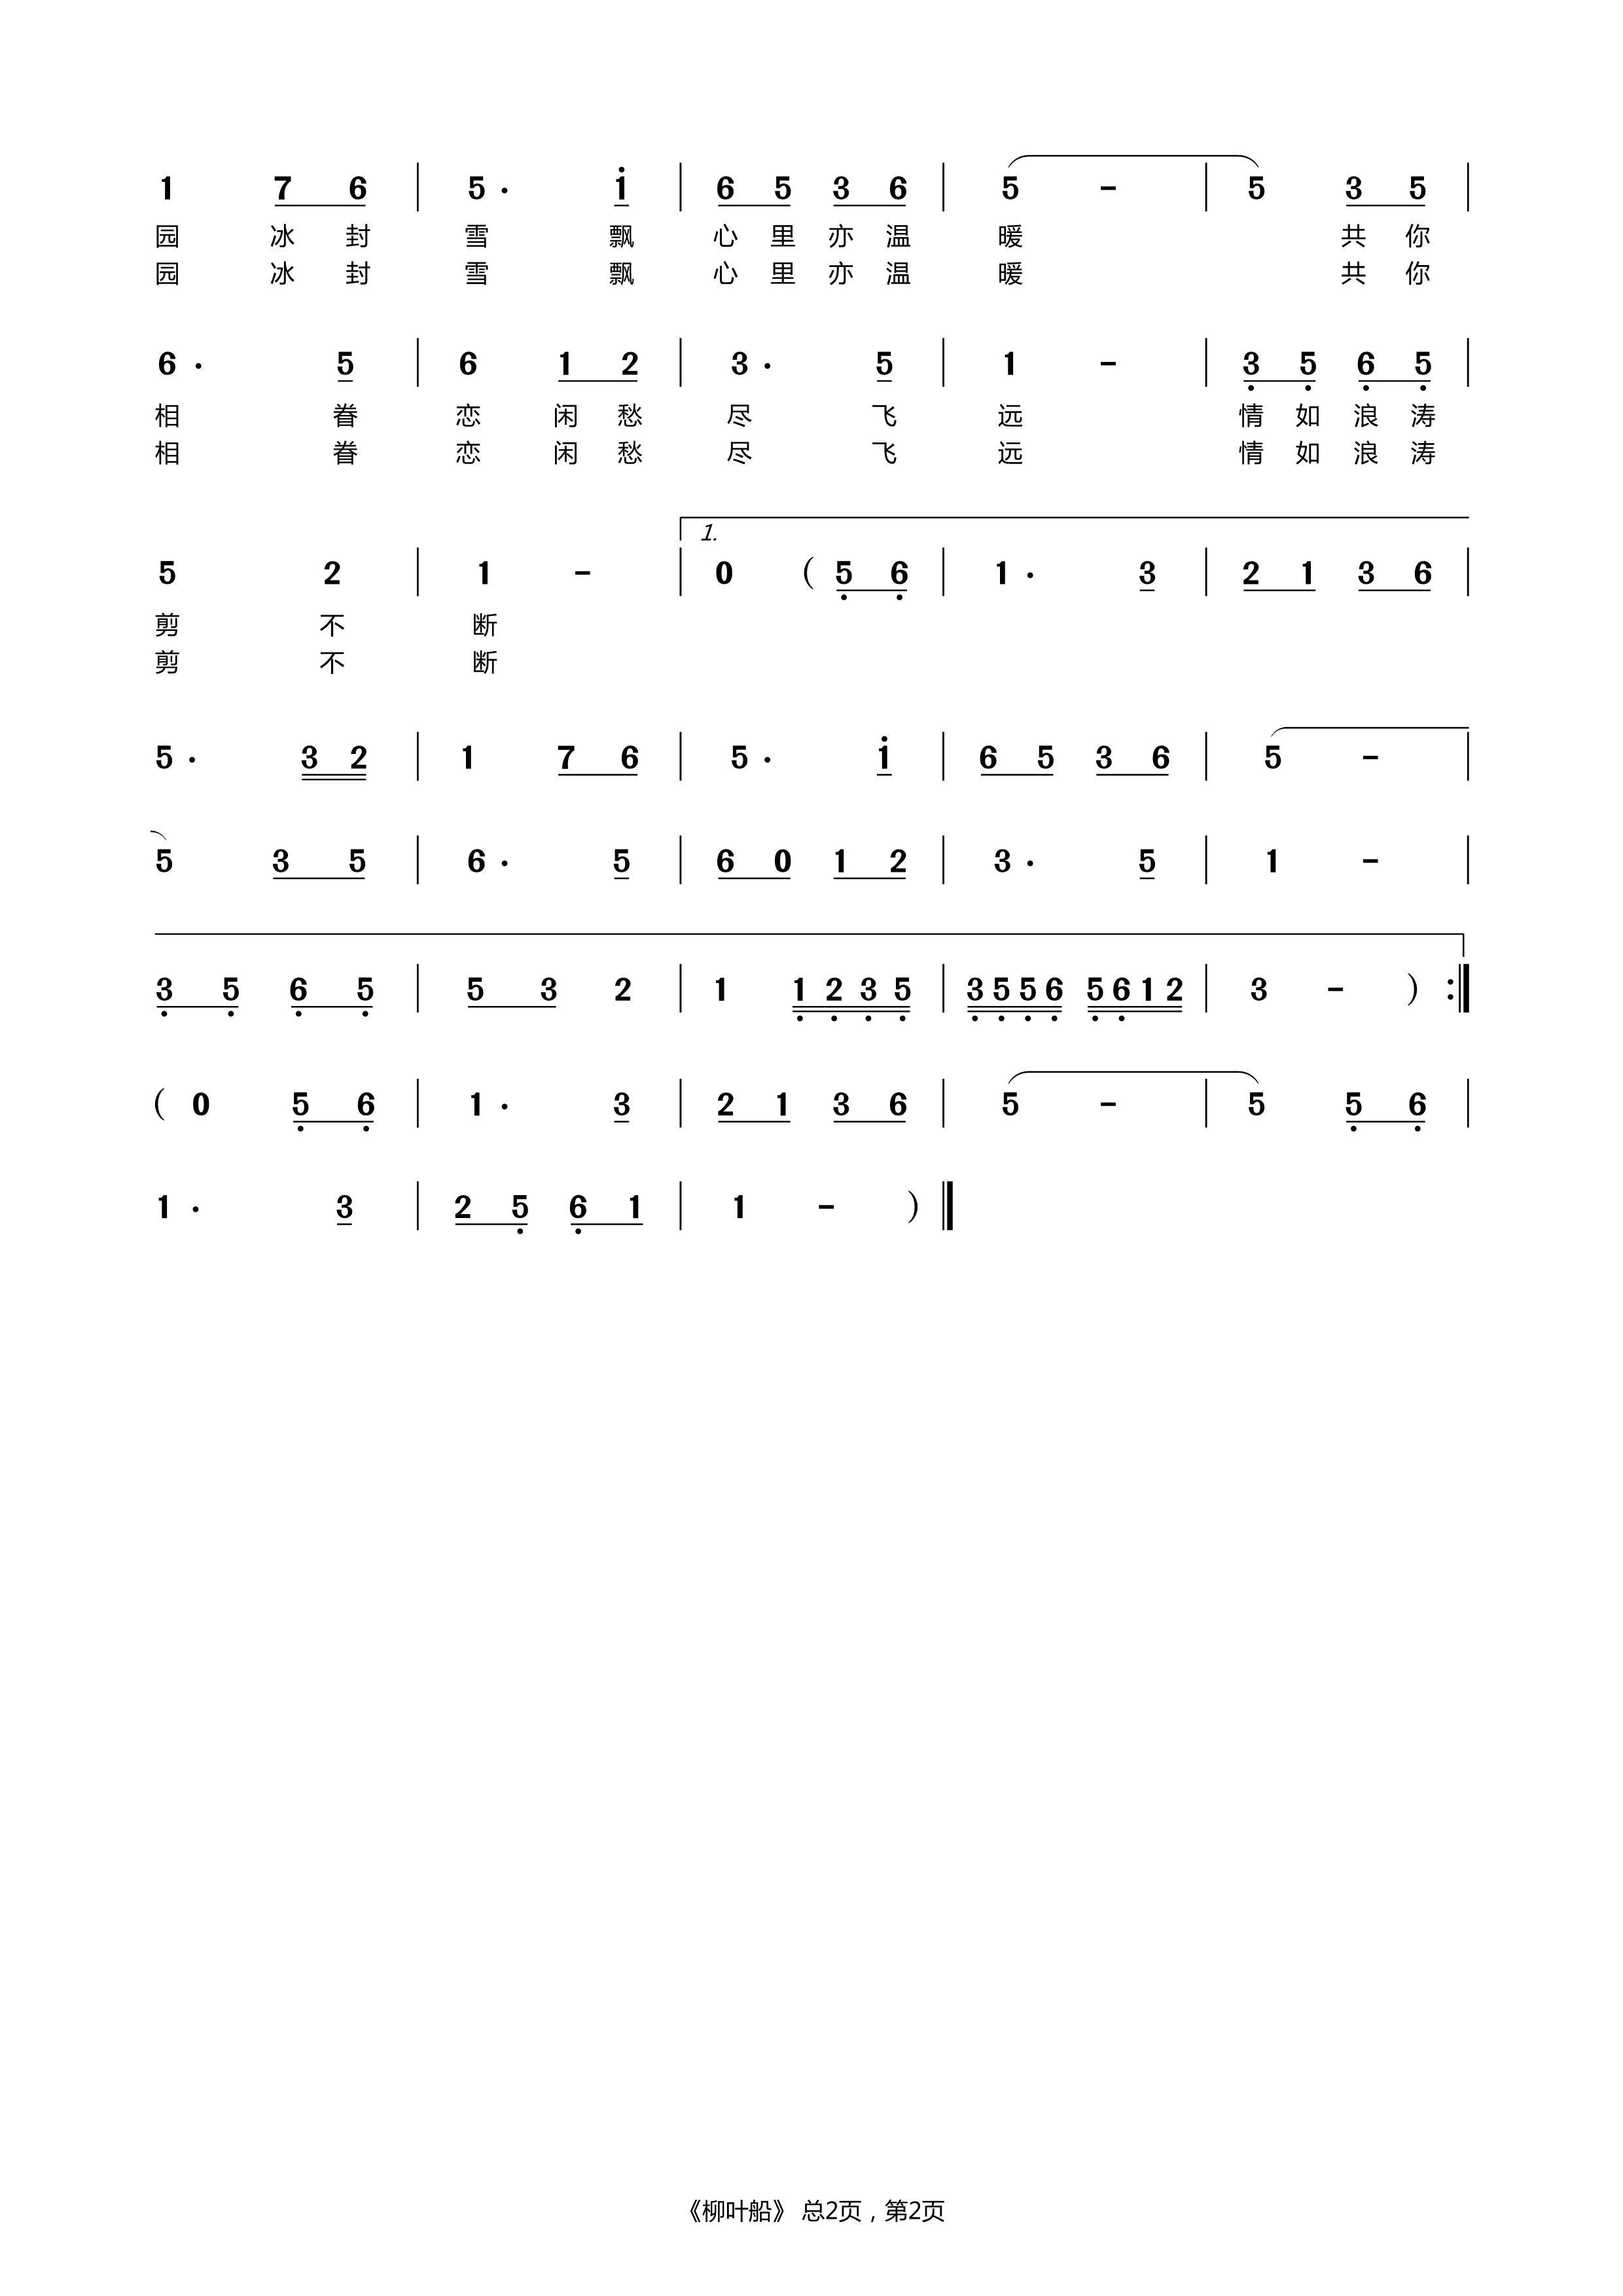 1 7 6 | 5 · i | 6 5 3 6 | 5 - | 5 3 5 |
园 冰 封 雪 飘 心 里 亦 温 暖 共 你
园 冰 封 雪 飘 心 里 亦 温 暖 共 你
6 · 5 | 6 1 2 | 3 · 5 | 1 - | 3 5 6 5 |
相 眷 恋 闲 愁 尽 飞 远 情 如 浪 涛
相 眷 恋 闲 愁 尽 飞 远 情 如 浪 涛
1.
5 2 | 1 - | 0 ( 5 6 | 1 · 3 | 2 1 3 6 |
剪 不 断
剪 不 断
5 · 3 2 | 1 7 6 | 5 · i | 6 5 3 6 | 5 - |
5 3 5 | 6 · 5 | 6 0 1 2 | 3 · 5 | 1 - |
3 5 6 5 | 5 3 2 | 1 1 2 3 5 | 3 5 5 6 5 6 1 2 | 3 - ) :|
( 0 5 6 | 1 · 3 | 2 1 3 6 | 5 - | 5 5 6 |
1 · 3 | 2 5 6 1 | 1 - ) |
《柳叶船》 总2页，第2页